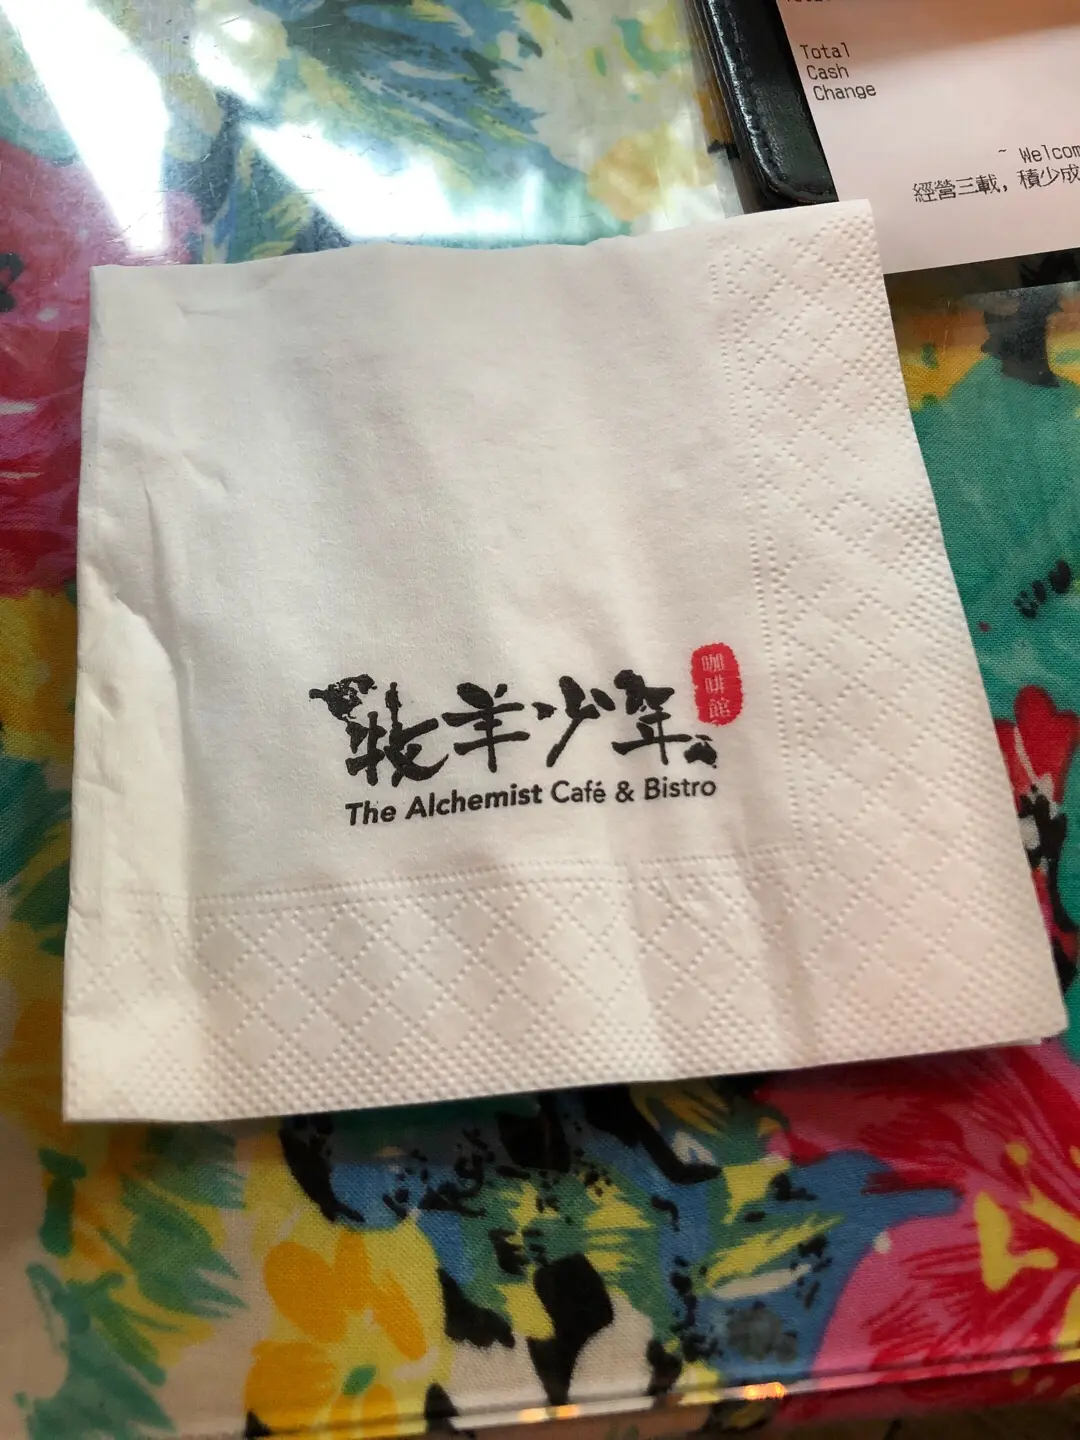 Total
Cash
Change
~ Welcom
經營三載, 積少成
牧羊少年
咖啡館
The Alchemist Café & Bistro